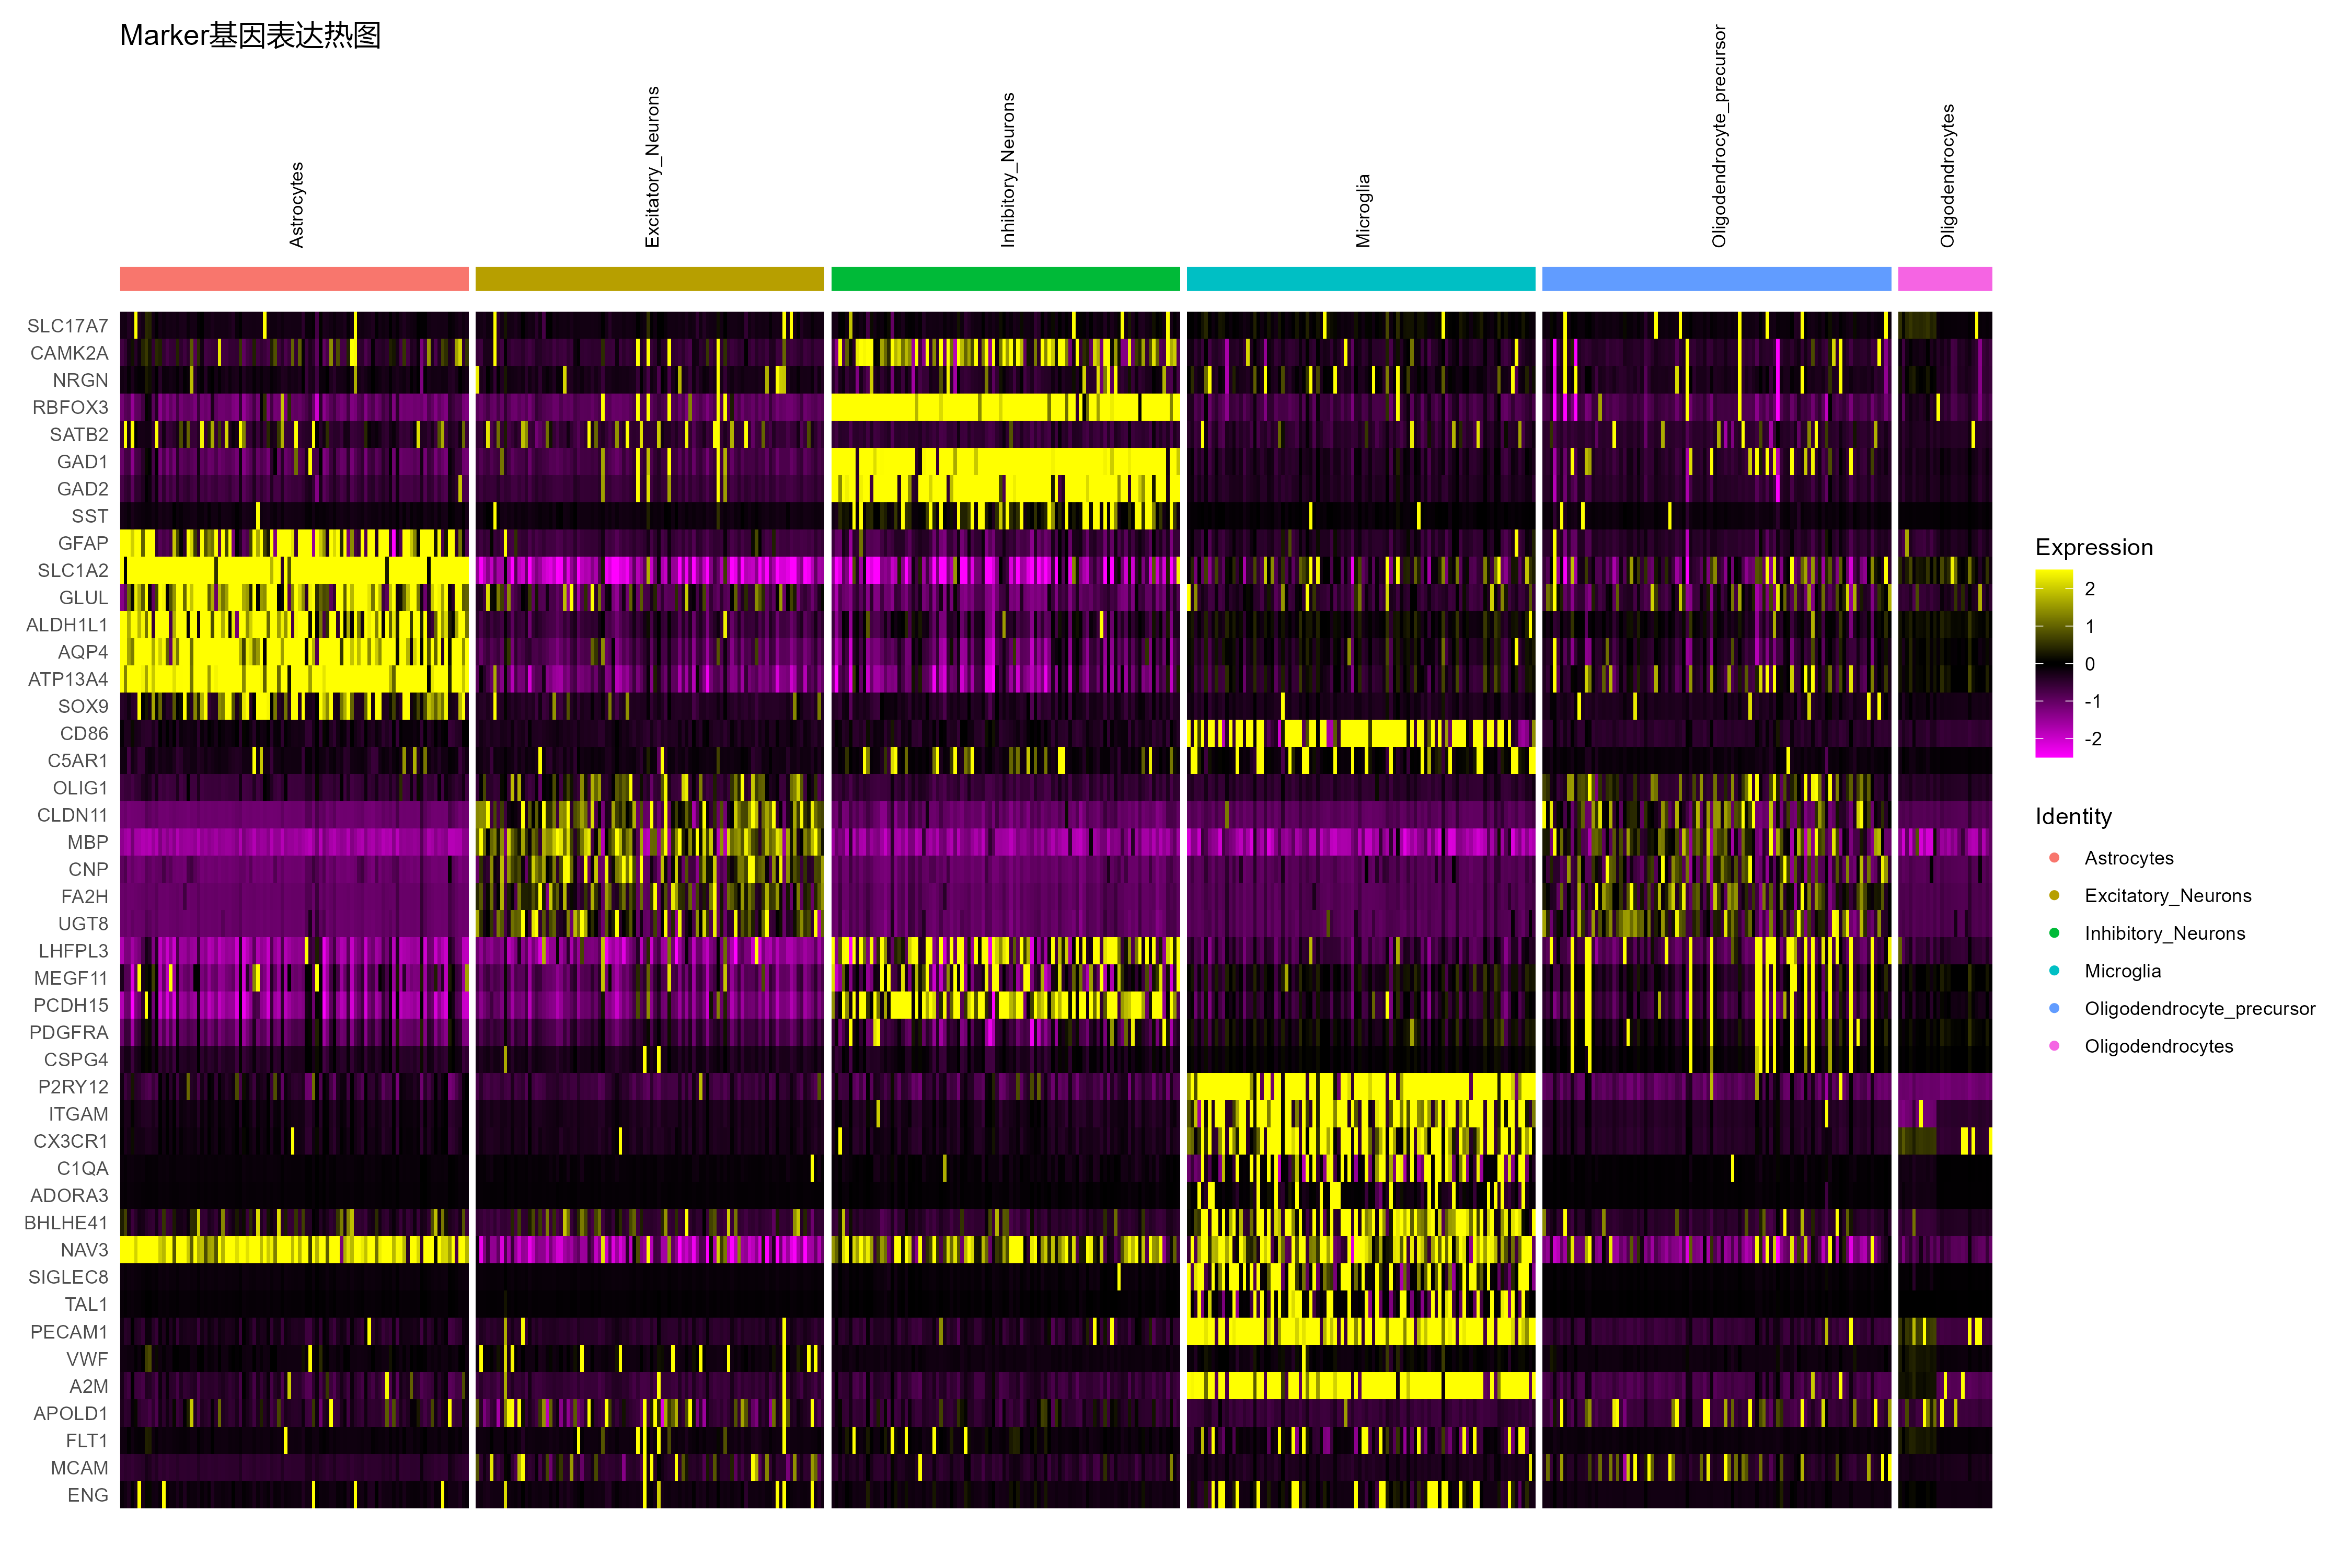 Marker基因表达热图
Astrocytes
Excitatory_Neurons
Inhibitory_Neurons
Microglia
Oligodendrocyte_precursor
Oligodendrocytes
SLC17A7
CAMK2A
NRGN
RBFOX3
SATB2
GAD1
GAD2
SST
GFAP
SLC1A2
GLUL
ALDH1L1
AQP4
ATP13A4
SOX9
CD86
C5AR1
OLIG1
CLDN11
MBP
CNP
FA2H
UGT8
LHFPL3
MEGF11
PCDH15
PDGFRA
CSPG4
P2RY12
ITGAM
CX3CR1
C1QA
ADORA3
BHLHE41
NAV3
SIGLEC8
TAL1
PECAM1
VWF
A2M
APOLD1
FLT1
MCAM
ENG
Expression
2
1
0
-1
-2
Identity
Astrocytes
Excitatory_Neurons
Inhibitory_Neurons
Microglia
Oligodendrocyte_precursor
Oligodendrocytes